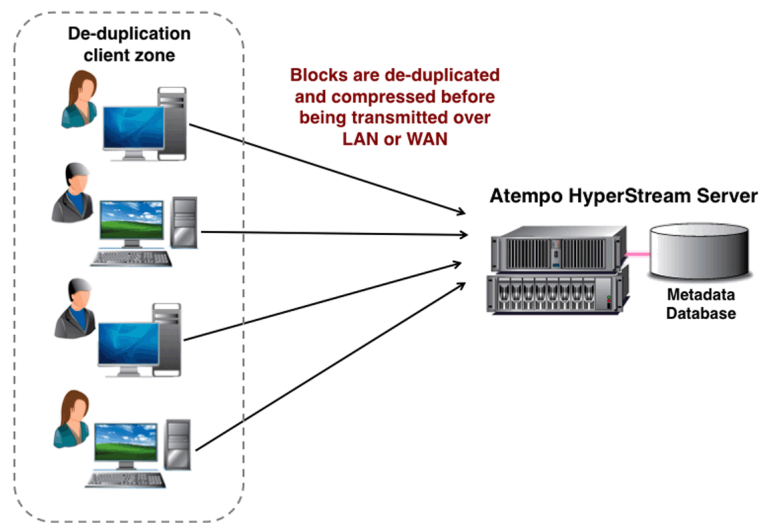 De-duplication
client zone
Blocks are de-duplicated
and compressed before
being transmitted over
LAN or WAN
Atempo HyperStream Server
Metadata
Database